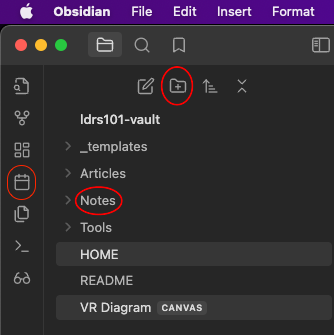 Obsidian File Edit Insert Format
ldrs101-vault
_templates
Articles
Notes
Tools
HOME
README
VR Diagram CANVAS